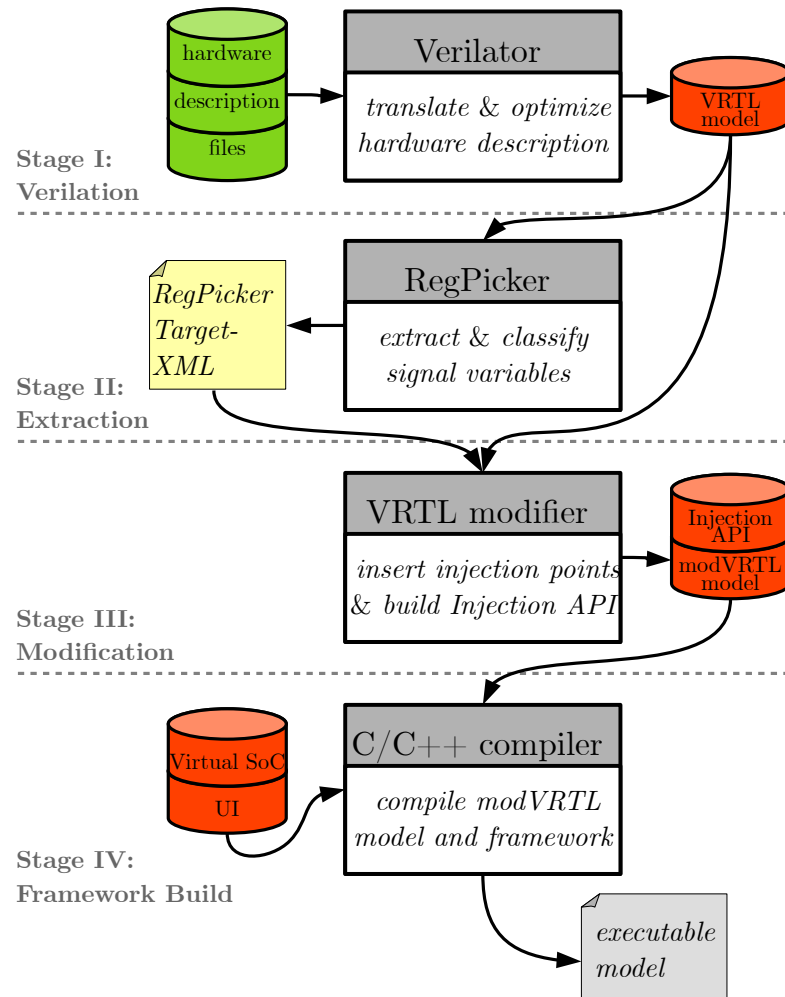 hardware
description
files
Verilator
translate & optimize
hardware description
VRTL
model
Stage I:
Verilation
RegPicker
Target-
XML
RegPicker
extract & classify
signal variables
Stage II:
Extraction
VRTL modifier
insert injection points
& build Injection API
Injection
API
modVRTL
model
Stage III:
Modification
Virtual SoC
UI
C/C++ compiler
compile modVRTL
model and framework
Stage IV:
Framework Build
executable
model